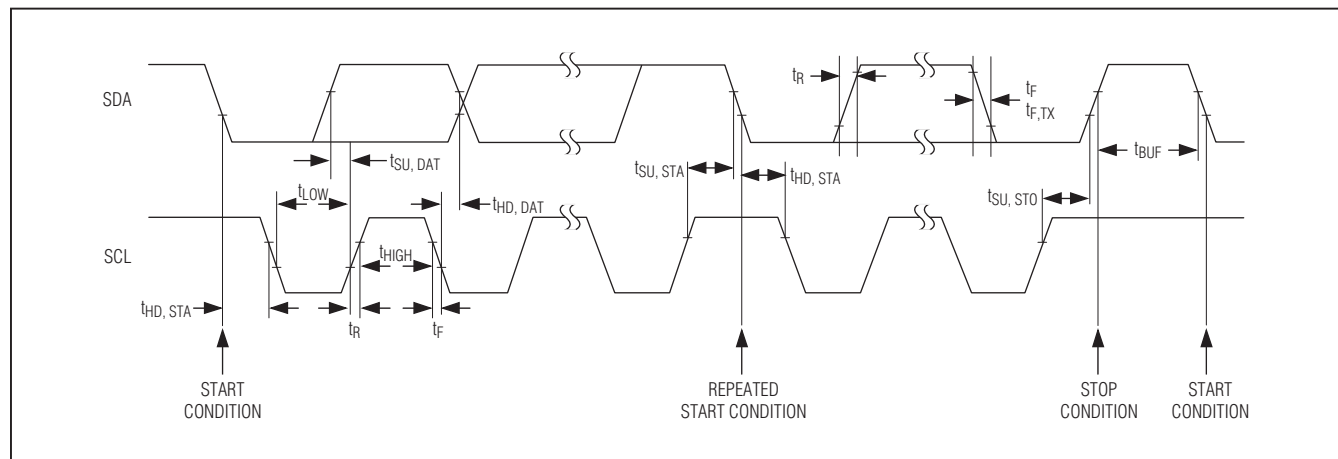 SDA
tR
tF
tF,TX
tSU, DAT
tBUF
tSU, STA
tHD, STA
tLOW
tHD, DAT
tSU, STO
SCL
tHIGH
tHD, STA
tR
tF
START
CONDITION
REPEATED
START CONDITION
STOP
CONDITION
START
CONDITION